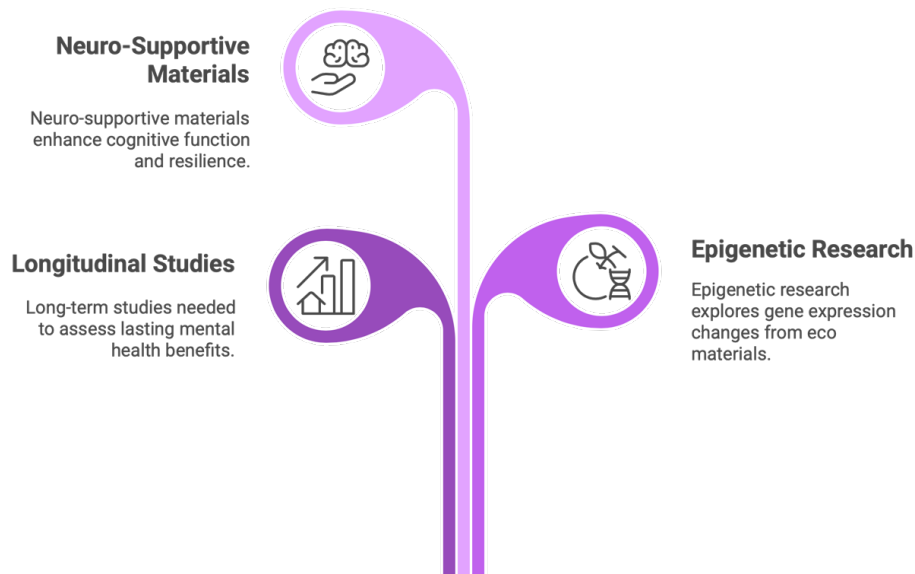 Neuro-Supportive
Materials
Neuro-supportive materials
enhance cognitive function
and resilience.
Longitudinal Studies
Long-term studies needed
to assess lasting mental
health benefits.
Epigenetic Research
Epigenetic research
explores gene expression
changes from eco
materials.